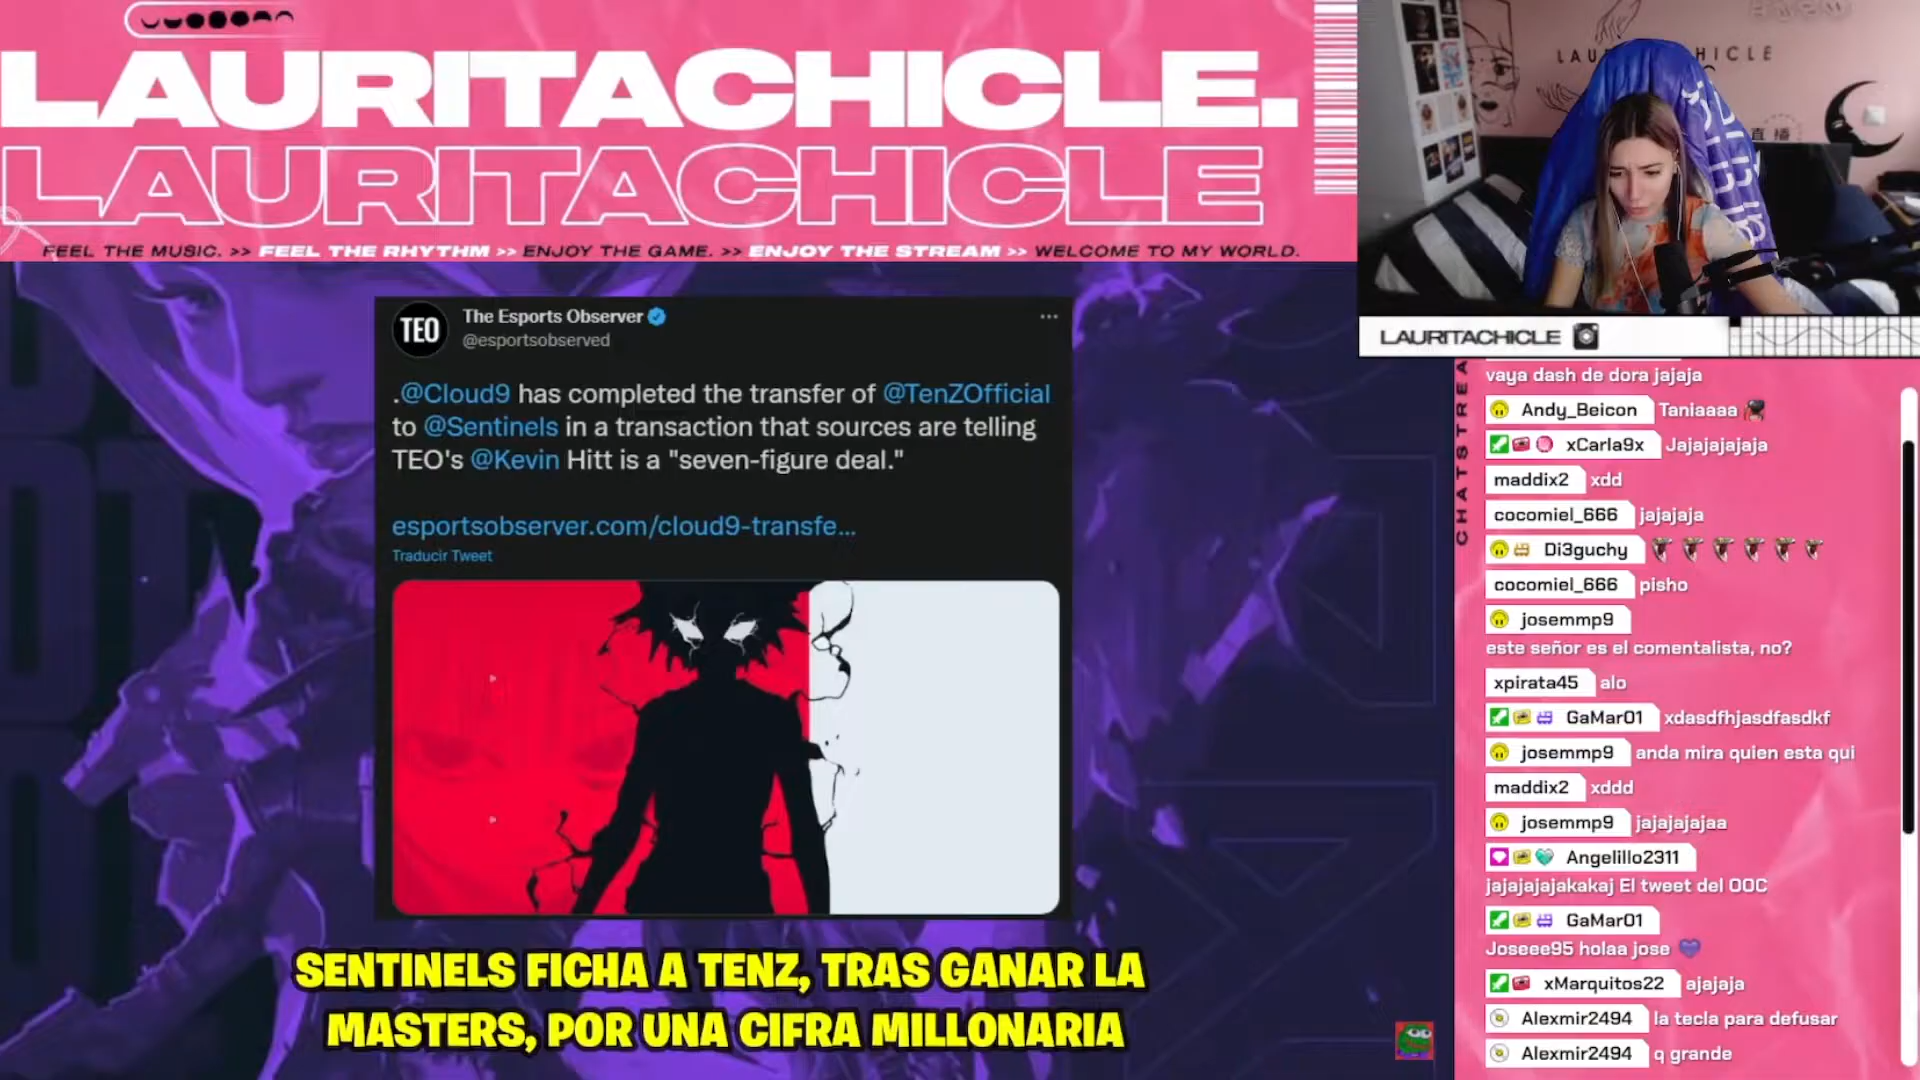 LAURITACHICLE.
LAURITACHICLE
FEEL THE MUSIC. >> FEEL THE RHYTHM >> ENJOY THE GAME. >> ENJOY THE STREAM >> WELCOME TO MY WORLD.
LAURITACHICLE
TEO The Esports Observer
@esportsobserved
.@Cloud9 has completed the transfer of @TenZOfficial
to @Sentinels in a transaction that sources are telling
TEO's @Kevin Hitt is a "seven-figure deal."
esportsobserver.com/cloud9-transfe...
Traducir Tweet
SENTINELS FICHA A TENZ, TRAS GANAR LA
MASTERS, POR UNA CIFRA MILLONARIA
vaya dash de dora jajaja
Andy_Beicon Taniaaaa
xCarla9x Jajajajajaja
maddix2 xdd
cocomiel_666 jajajaja
Di3guchy
cocomiel_666 pisho
josemmp9
este señor es el comentalista, no?
xpirata45 alo
GaMar01 xdasdfhjasdfasdkf
josemmp9 anda mira quien esta qui
maddix2 xddd
josemmp9 jajajajajaa
Angelillo2311
jajajajajakakaj El tweet del OOC
GaMar01
Joseee95 holaa jose
xMarquitos22 ajajaja
Alexmir2494 la tecla para defusar
Alexmir2494 q grande